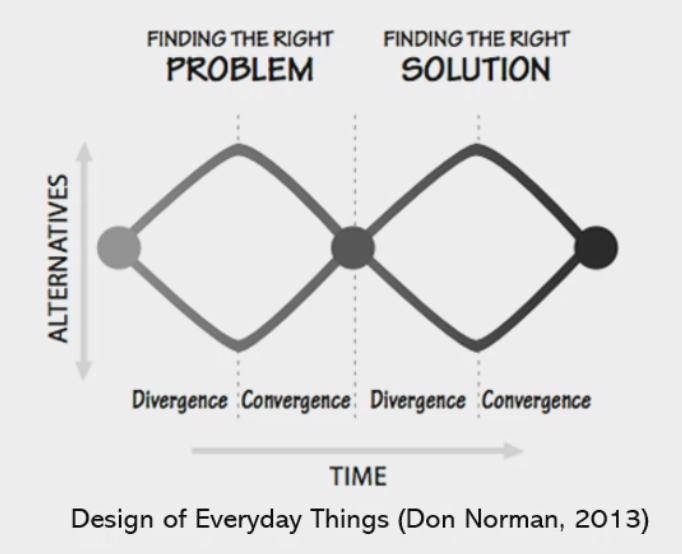 FINDING THE RIGHT
PROBLEM
FINDING THE RIGHT
SOLUTION
ALTERNATIVES
Divergence
Convergence
Divergence
Convergence
TIME
Design of Everyday Things (Don Norman, 2013)